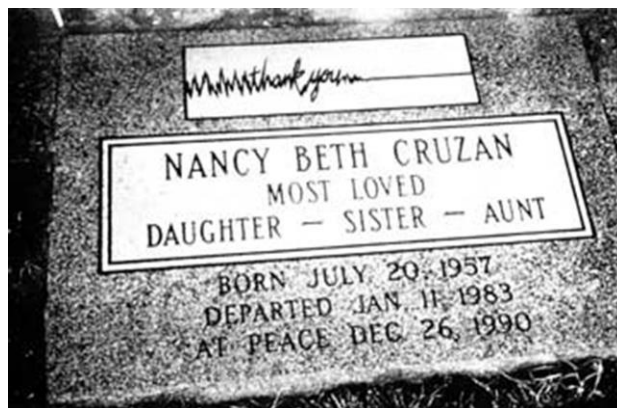 thank you
NANCY BETH CRUZAN
MOST LOVED
DAUGHTER — SISTER — AUNT
BORN JULY 20, 1957
DEPARTED JAN 11, 1983
AT PEACE DEC 26, 1990